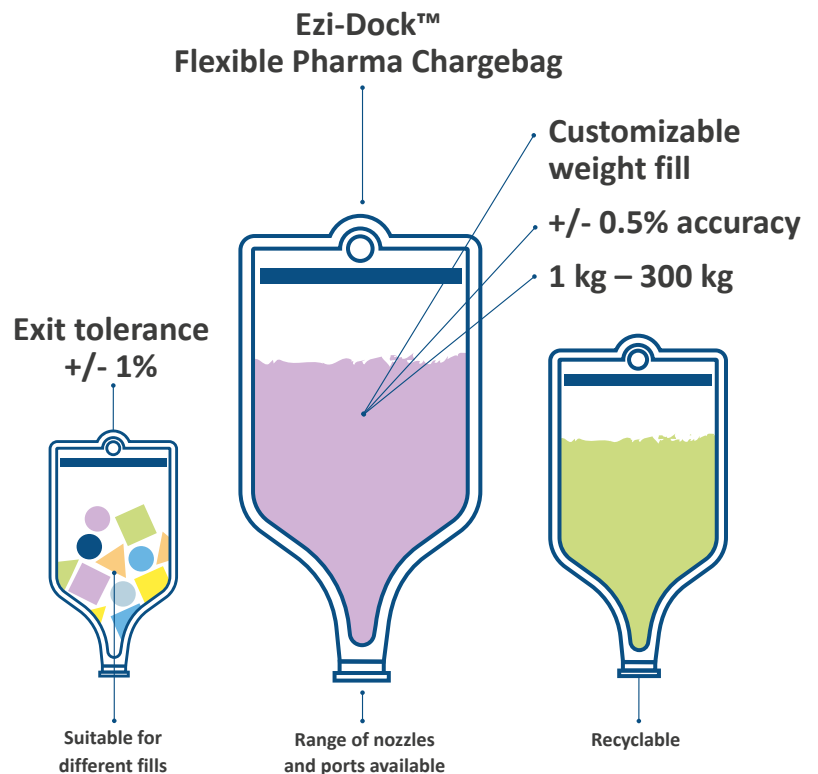 Ezi-Dock™
Flexible Pharma Chargebag
Customizable
weight fill
+/- 0.5% accuracy
1 kg – 300 kg
Exit tolerance
+/- 1%
Suitable for
different fills
Range of nozzles
and ports available
Recyclable